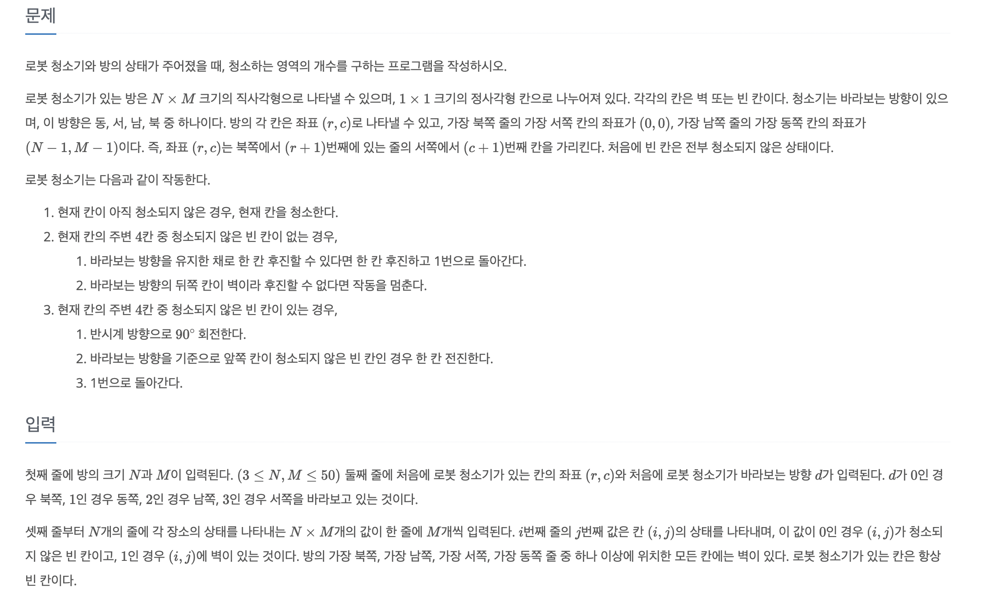 문제
로봇 청소기와 방의 상태가 주어졌을 때, 청소하는 영역의 개수를 구하는 프로그램을 작성하시오.
로봇 청소기가 있는 방은 N × M 크기의 직사각형으로 나타낼 수 있으며, 1 × 1 크기의 정사각형 칸으로 나누어져 있다. 각각의 칸은 벽 또는 빈 칸이다. 청소기는 바라보는 방향이 있으
며, 이 방향은 동, 서, 남, 북 중 하나이다. 방의 각 칸은 좌표 (r, c)로 나타낼 수 있고, 가장 북쪽 줄의 가장 서쪽 칸의 좌표가 (0, 0), 가장 남쪽 줄의 가장 동쪽 칸의 좌표가
(N − 1, M − 1)이다. 즉, 좌표 (r, c)는 북쪽에서 (r + 1)번째에 있는 줄의 서쪽에서 (c + 1)번째 칸을 가리킨다. 처음에 빈 칸은 전부 청소되지 않은 상태이다.
로봇 청소기는 다음과 같이 작동한다.
1. 현재 칸이 아직 청소되지 않은 경우, 현재 칸을 청소한다.
2. 현재 칸의 주변 4칸 중 청소되지 않은 빈 칸이 없는 경우,
1. 바라보는 방향을 유지한 채로 한 칸 후진할 수 있다면 한 칸 후진하고 1번으로 돌아간다.
2. 바라보는 방향의 뒤쪽 칸이 벽이라 후진할 수 없다면 작동을 멈춘다.
3. 현재 칸의 주변 4칸 중 청소되지 않은 빈 칸이 있는 경우,
1. 반시계 방향으로 90° 회전한다.
2. 바라보는 방향을 기준으로 앞쪽 칸이 청소되지 않은 빈 칸인 경우 한 칸 전진한다.
3. 1번으로 돌아간다.
입력
첫째 줄에 방의 크기 N과 M이 입력된다. (3 ≤ N, M ≤ 50) 둘째 줄에 처음에 로봇 청소기가 있는 칸의 좌표 (r, c)와 처음에 로봇 청소기가 바라보는 방향 d가 입력된다. d가 0인 경
우 북쪽, 1인 경우 동쪽, 2인 경우 남쪽, 3인 경우 서쪽을 바라보고 있는 것이다.
셋째 줄부터 N개의 줄에 각 장소의 상태를 나타내는 N × M개의 값이 한 줄에 M개씩 입력된다. i번째 줄의 j번째 값은 칸 (i, j)의 상태를 나타내며, 이 값이 0인 경우 (i, j)가 청소되
지 않은 빈 칸이고, 1인 경우 (i, j)에 벽이 있는 것이다. 방의 가장 북쪽, 가장 남쪽, 가장 서쪽, 가장 동쪽 줄 중 하나 이상에 위치한 모든 칸에는 벽이 있다. 로봇 청소기가 있는 칸은 항상
빈 칸이다.